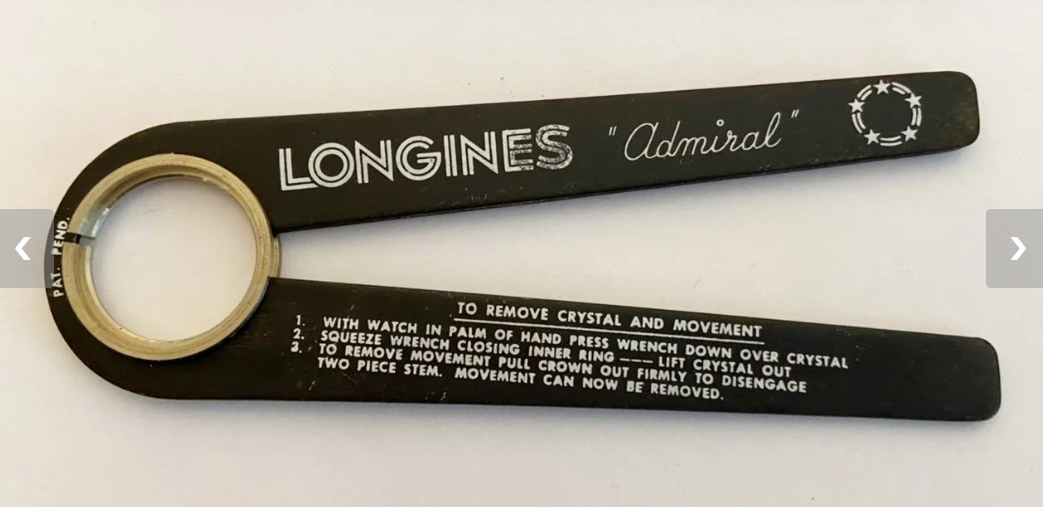 LONGINES "Admiral"
PAT. PEND.
TO REMOVE CRYSTAL AND MOVEMENT
1. WITH WATCH IN PALM OF HAND PRESS WRENCH DOWN OVER CRYSTAL
2. SQUEEZE WRENCH CLOSING INNER RING ——— LIFT CRYSTAL OUT
3. TO REMOVE MOVEMENT PULL CROWN OUT FIRMLY TO DISENGAGE
TWO PIECE STEM. MOVEMENT CAN NOW BE REMOVED.